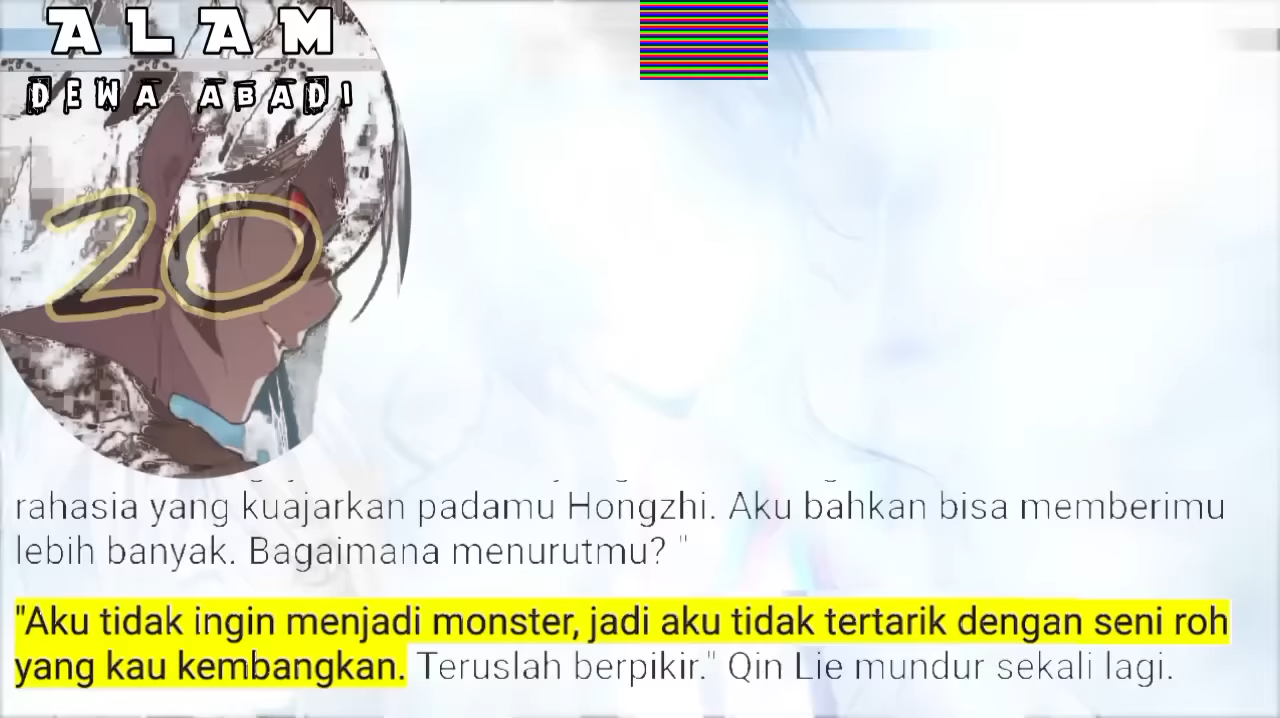 ALAM
DEWA ABADI
20
rahasia yang kuajarkan padamu Hongzhi. Aku bahkan bisa memberimu
lebih banyak. Bagaimana menurutmu? "
"Aku tidak ingin menjadi monster, jadi aku tidak tertarik dengan seni roh
yang kau kembangkan. Teruslah berpikir." Qin Lie mundur sekali lagi.